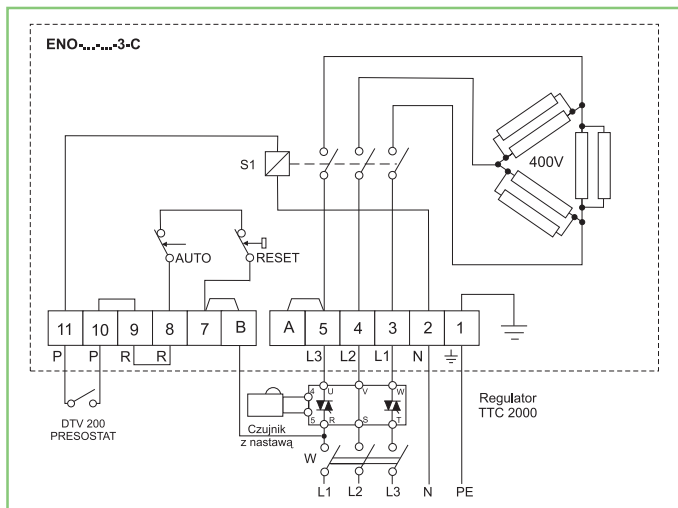 ENO-...-...-3-C
S1
400V
AUTO
RESET
11 10 9 8 7 B A 5 4 3 2 1
P P R R L3 L2 L1 N
4 U V W
5 R S T
DTV 200
PRESOSTAT
Czujnik
z nastawą
Regulator
TTC 2000
W
L1 L2 L3 N PE